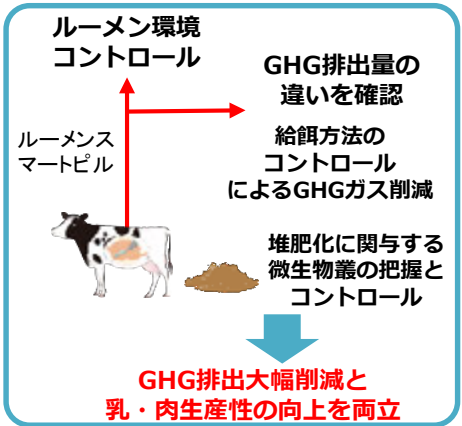 ルーメン環境
コントロール
GHG排出量の
違いを確認
ルーメンス
マートピル
給餌方法の
コントロール
によるGHGガス削減
堆肥化に関与する
微生物叢の把握と
コントロール
GHG排出大幅削減と
乳・肉生産性の向上を両立